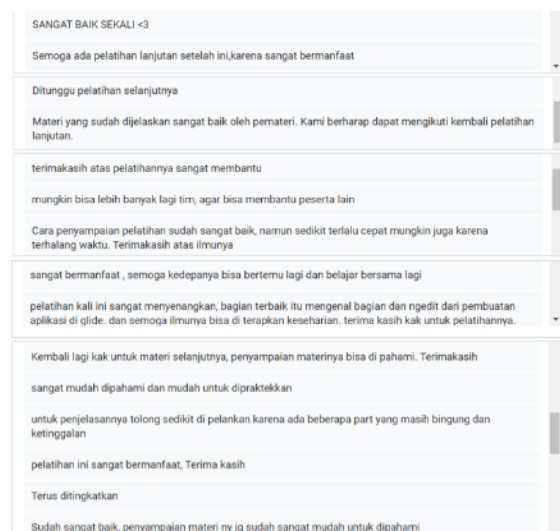 SANGAT BAIK SEKALI <3
Semoga ada pelatihan lanjutan setelah ini,karena sangat bermanfaat
Ditunggu pelatihan selanjutnya
Materi yang sudah dijelaskan sangat baik oleh pemateri. Kami berharap dapat mengikuti kembali pelatihan
lanjutan.
terimakasih atas pelatihannya sangat membantu
mungkin bisa lebih banyak lagi tim, agar bisa membantu peserta lain
Cara penyampaian pelatihan sudah sangat baik, namun sedikit terlalu cepat mungkin juga karena
terhalang waktu. Terimakasih atas ilmunya
sangat bermanfaat , semoga kedepanya bisa bertemu lagi dan belajar bersama lagi
pelatihan kali ini sangat menyenangkan, bagian terbaik itu mengenal bagian dan ngedit dari pembuatan
aplikasi di glide. dan semoga ilmunya bisa di terapkan keseharian. terima kasih kak untuk pelatihannya.
Kembali lagi kak untuk materi selanjutnya, penyampaian materinya bisa di pahami. Terimakasih
sangat mudah dipahami dan mudah untuk dipraktekkan
untuk penjelasannya tolong sedikit di pelankan karena ada beberapa part yang masih bingung dan
ketinggalan
pelatihan ini sangat bermanfaat, Terima kasih
Terus ditingkatkan
Sudah sangat baik, penyampaian materi ny jg sudah sangat mudah untuk dipahami